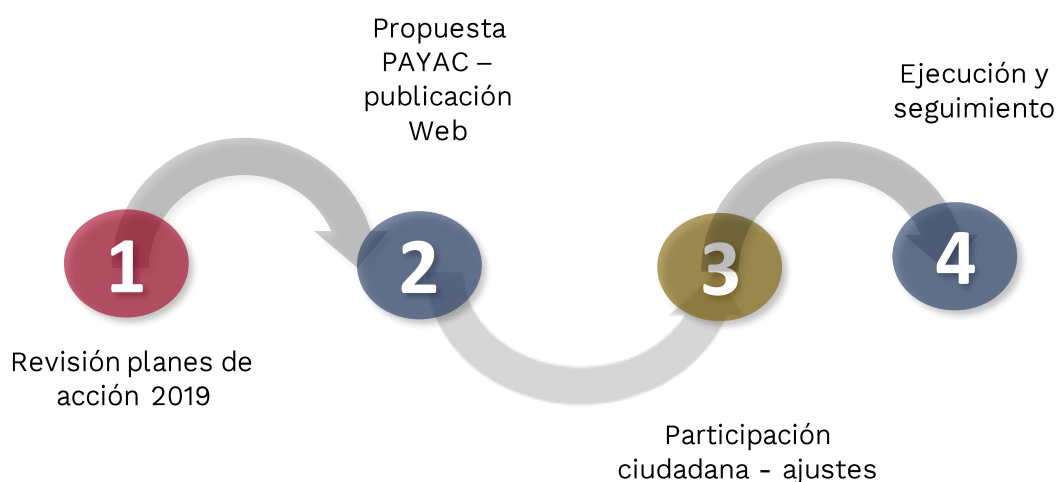 1
Revisión planes de
acción 2019
2
Propuesta
PAYAC –
publicación
Web
3
Participación
ciudadana - ajustes
4
Ejecución y
seguimiento